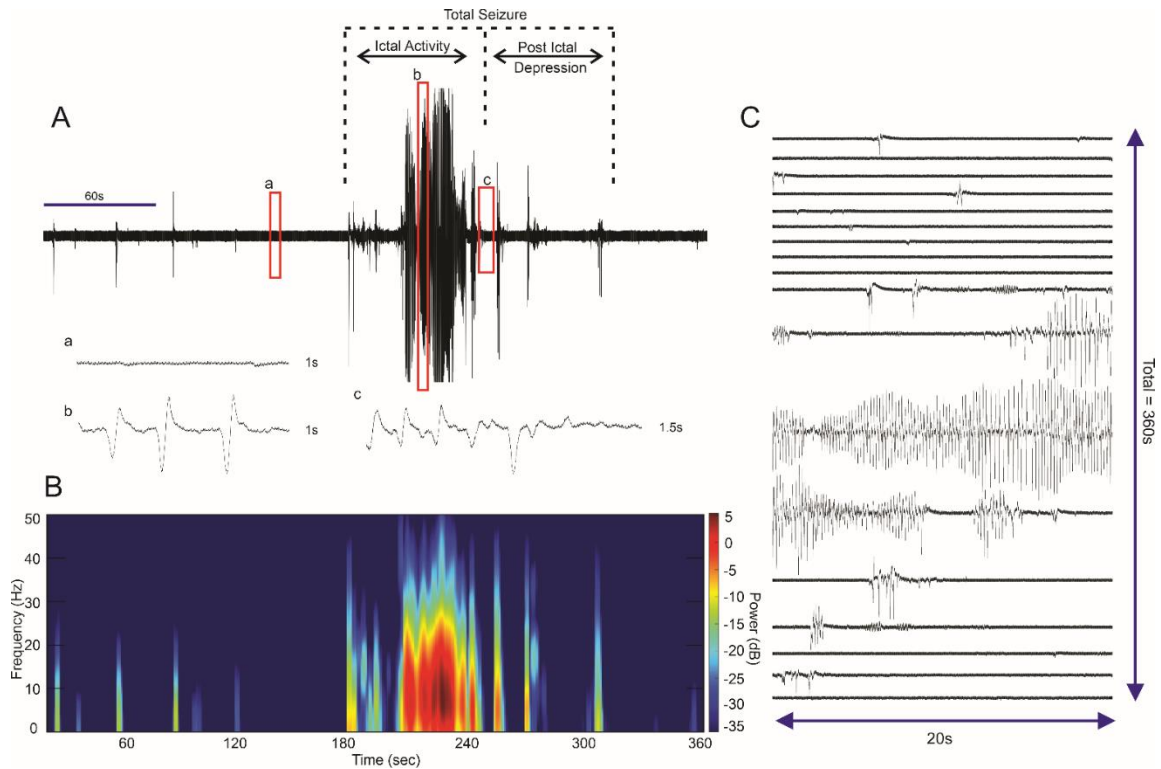 Total Seizure
Ictal Activity
Post Ictal
Depression
A
b
a
c
60s
a
1s
b
1s
c
1.5s
C
Total = 360s
20s
B
50
40
30
20
10
0
Frequency (Hz)
60
120
180
240
300
360
Time (sec)
5
0
-5
-10
-15
-20
-25
-30
-35
Power (dB)